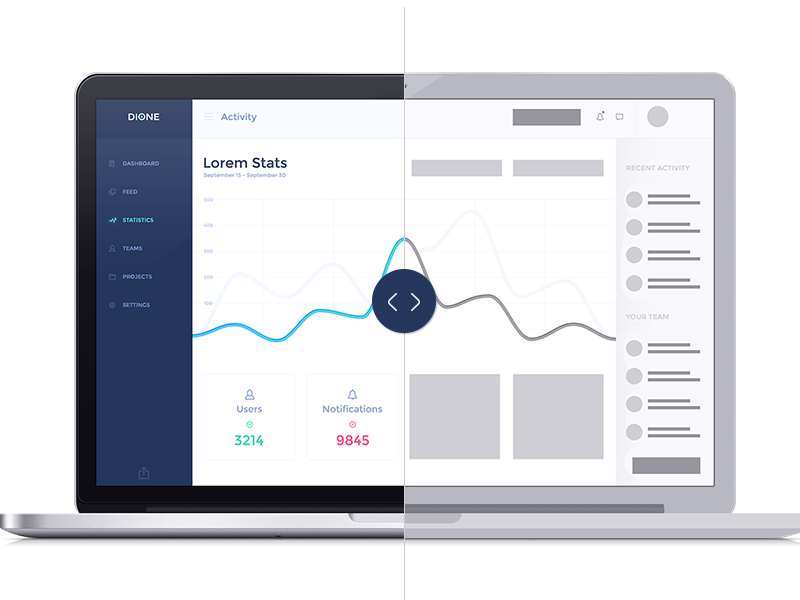 DIONE
Activity
DASHBOARD
FEED
STATISTICS
TEAMS
PROJECTS
SETTINGS
Lorem Stats
September 15 - September 30
500
400
300
200
100
Users
3214
Notifications
9845
RECENT ACTIVITY
YOUR TEAM